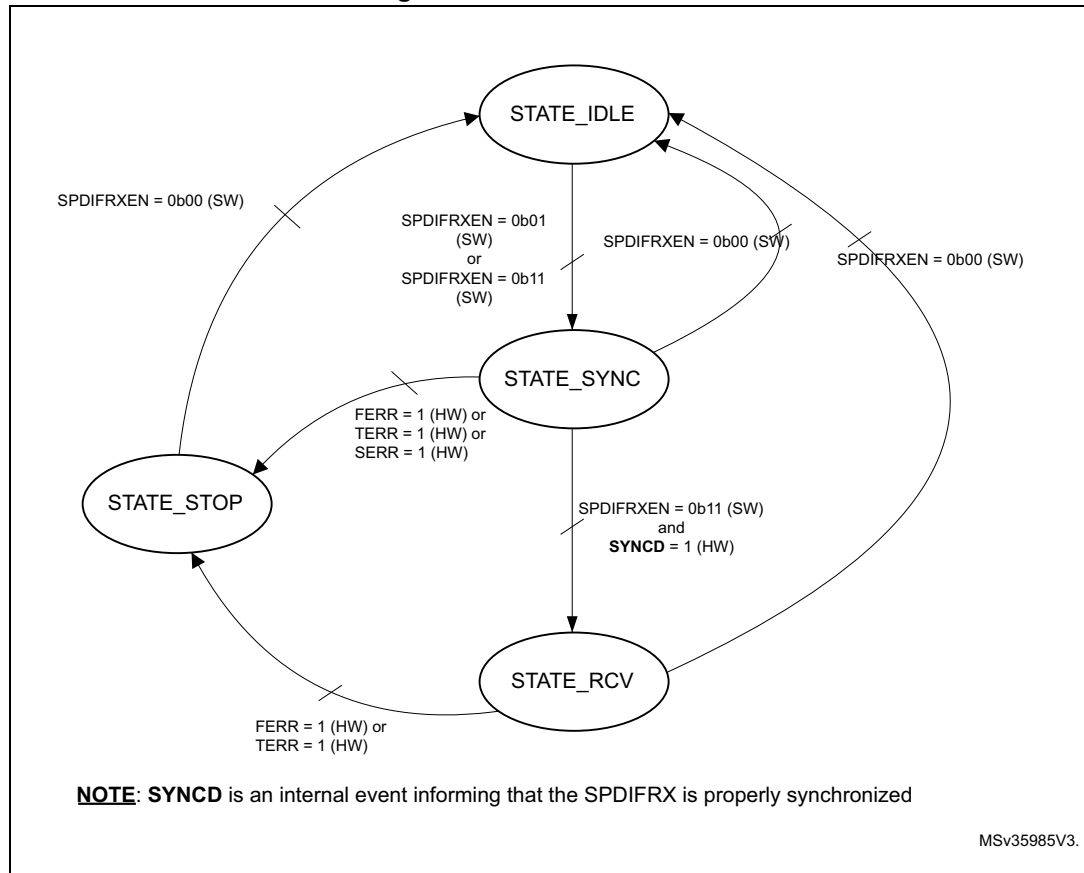 STATE_IDLE
SPDIFRXEN = 0b00 (SW)
SPDIFRXEN = 0b01
(SW)
or
SPDIFRXEN = 0b11
(SW)
SPDIFRXEN = 0b00 (SW)
SPDIFRXEN = 0b00 (SW)
STATE_SYNC
FERR = 1 (HW) or
TERR = 1 (HW) or
SERR = 1 (HW)
STATE_STOP
SPDIFRXEN = 0b11 (SW)
and
SYNCD = 1 (HW)
STATE_RCV
FERR = 1 (HW) or
TERR = 1 (HW)
NOTE: SYNCD is an internal event informing that the SPDIFRX is properly synchronized
MSv35985V3.